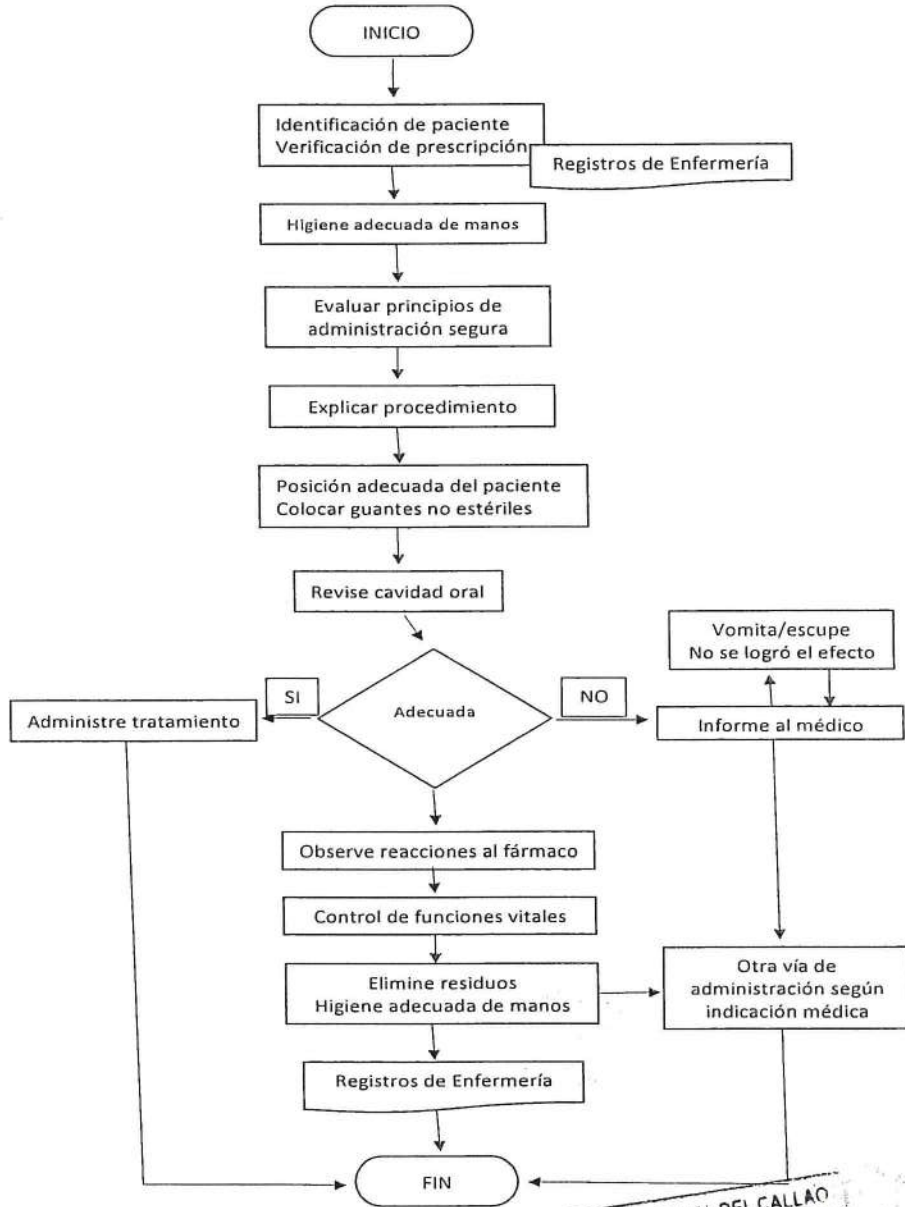 INICIO
Identificación de paciente
Verificación de prescripción
Registros de Enfermería
Higiene adecuada de manos
Evaluar principios de
administración segura
Explicar procedimiento
Posición adecuada del paciente
Colocar guantes no estériles
Revise cavidad oral
Vomita/escupe
No se logró el efecto
SI
Adecuada
NO
Administre tratamiento
Informe al médico
Observe reacciones al fármaco
Control de funciones vitales
Elimine residuos
Higiene adecuada de manos
Otra vía de
administración según
indicación médica
Registros de Enfermería
FIN
DEL CALLAO